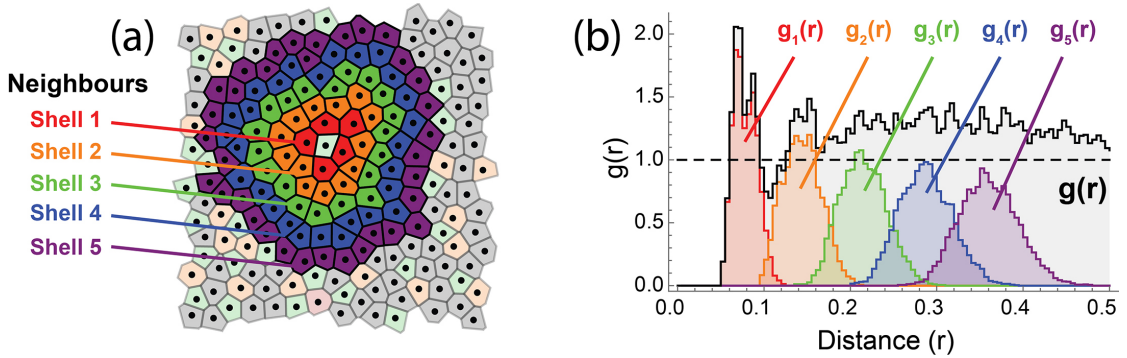 (a)
Neighbours
Shell 1
Shell 2
Shell 3
Shell 4
Shell 5
(b)
g₁(r) g₂(r) g₃(r) g₄(r) g₅(r)
2.0
1.5
1.0
0.5
0.0
g(r)
g(r)
0.0 0.1 0.2 0.3 0.4 0.5
Distance (r)